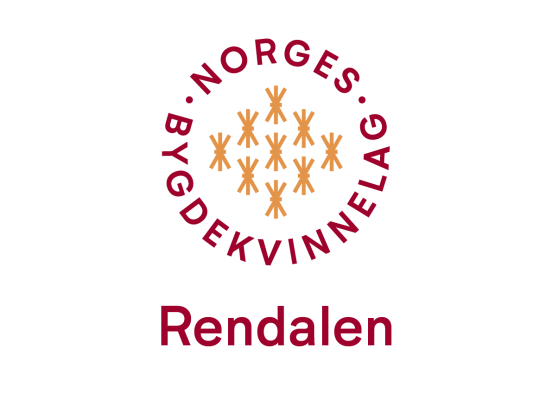 · NORGES ·
BYGDEKVINNELAG
Rendalen